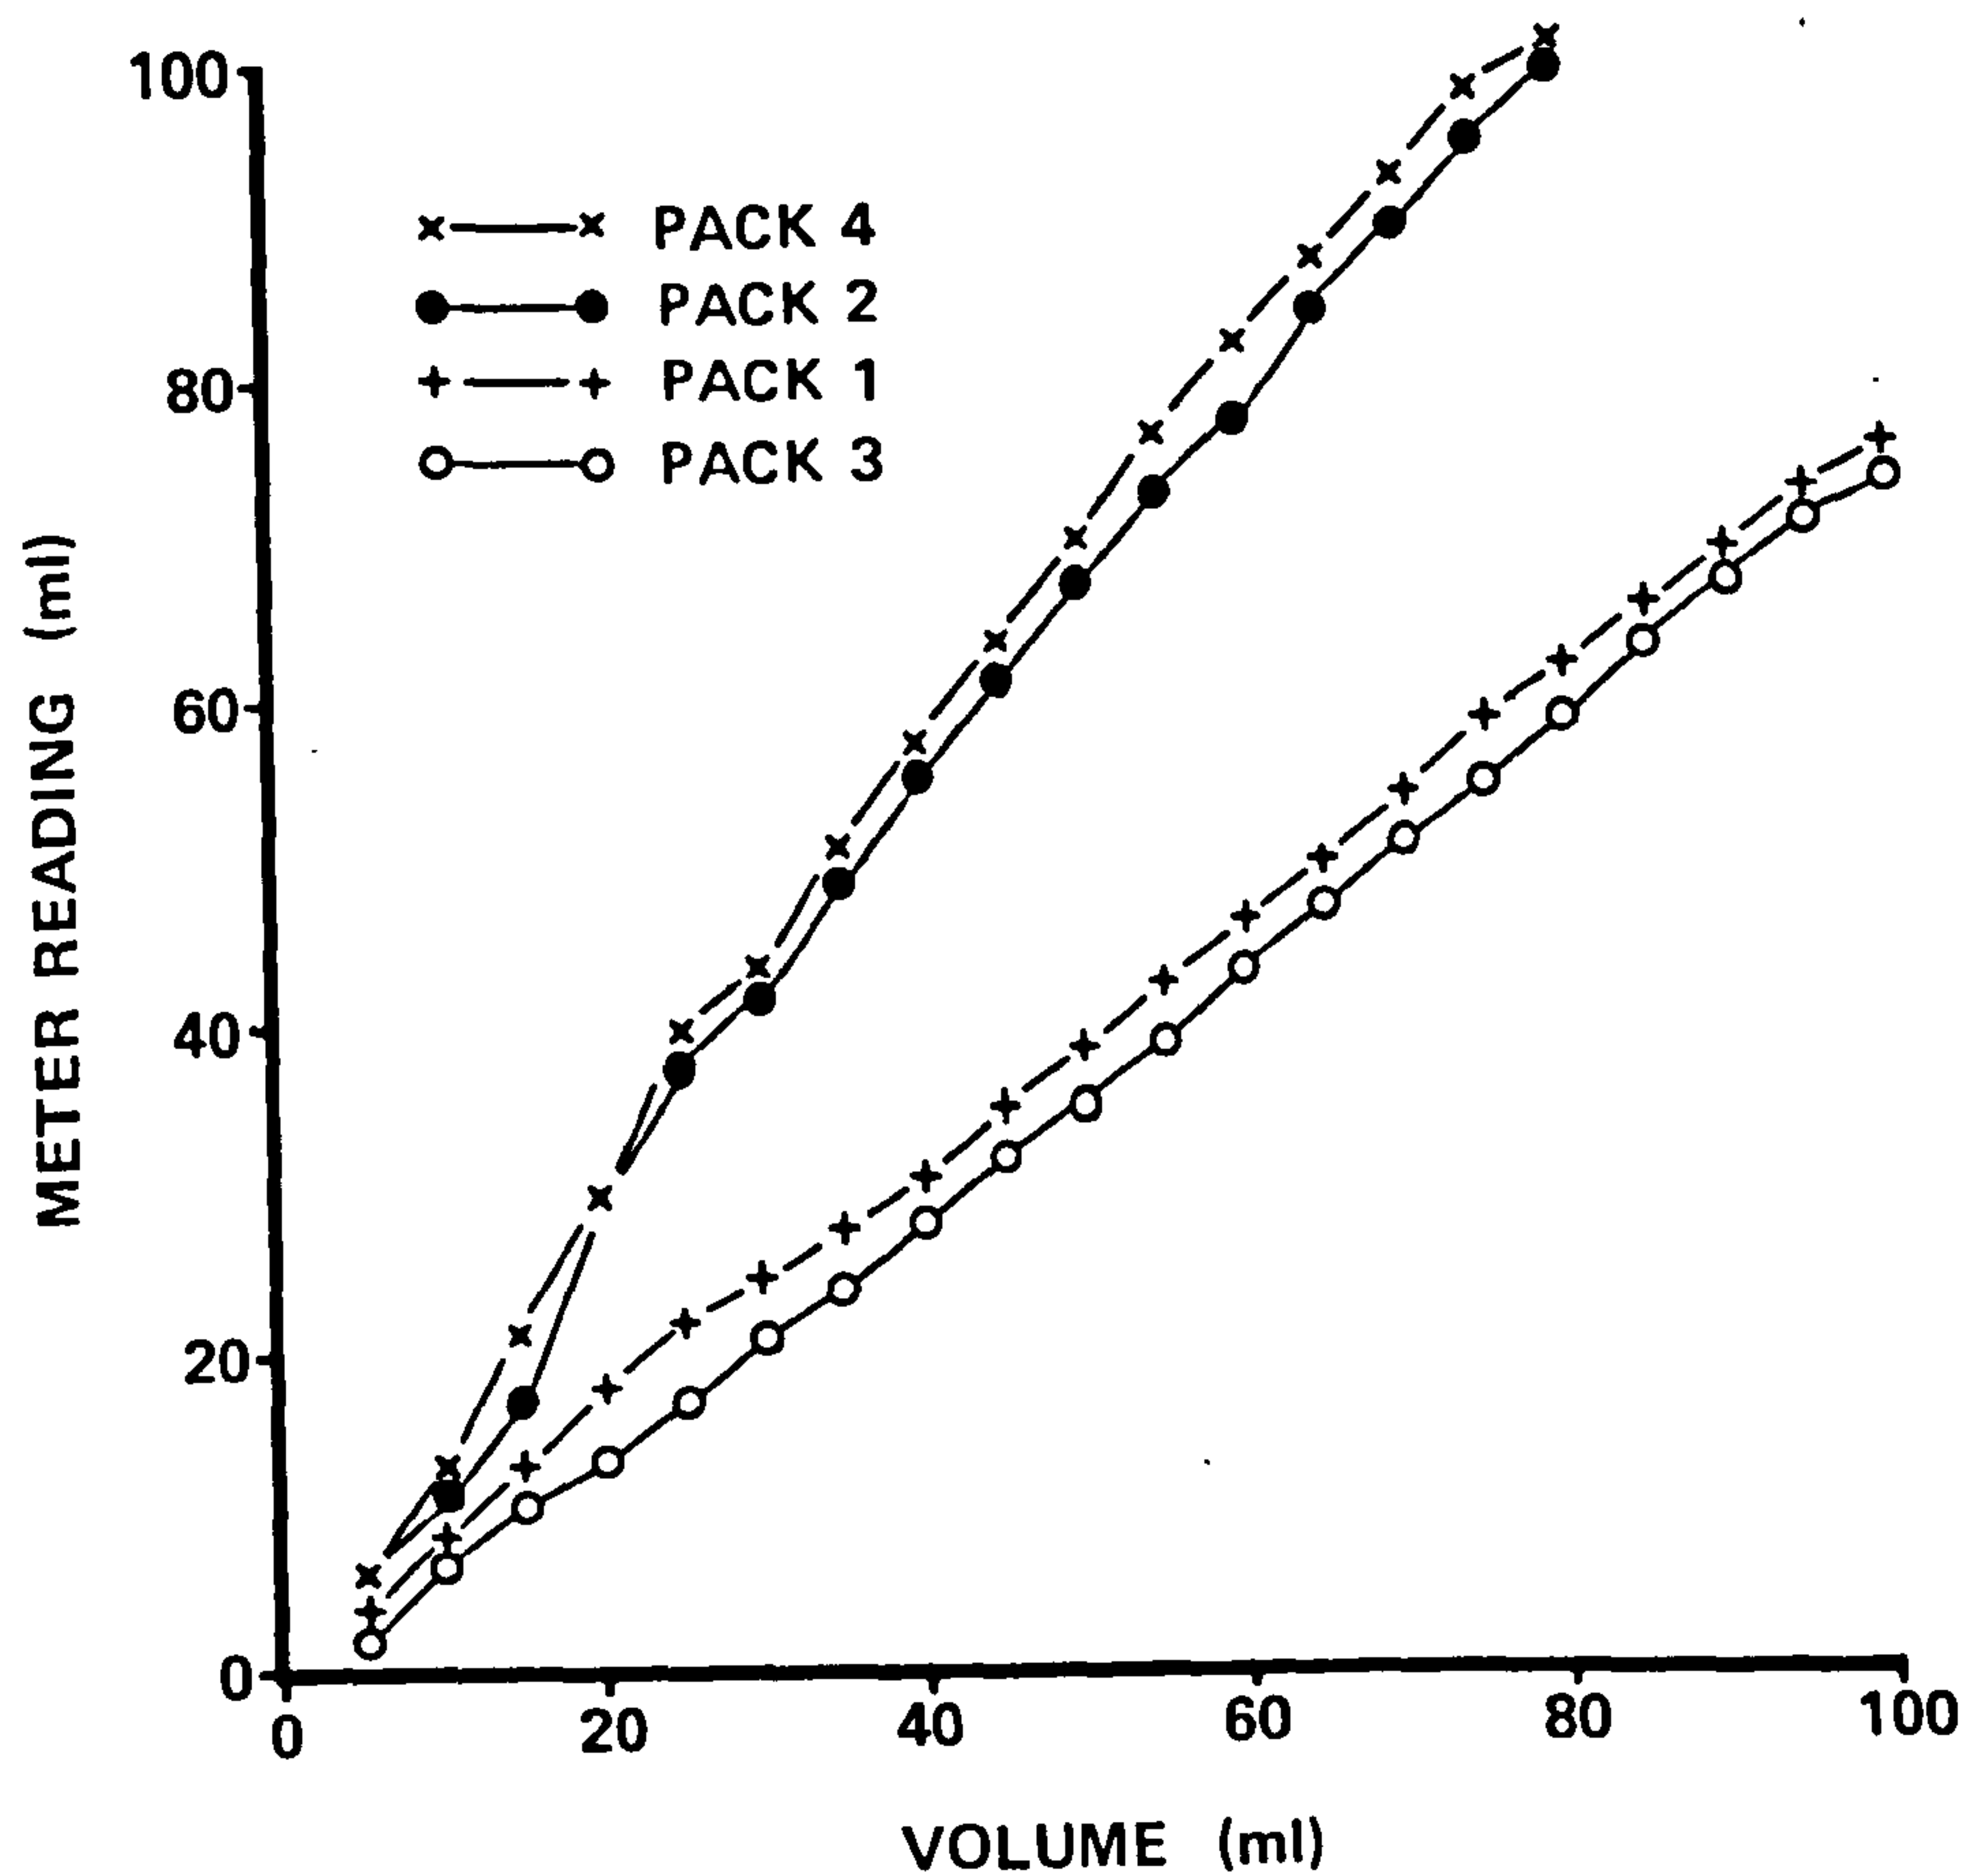 100
80
60
40
20
0
METER READING (ml)
PACK 4
PACK 2
PACK 1
PACK 3
0 20 40 60 80 100
VOLUME (ml)